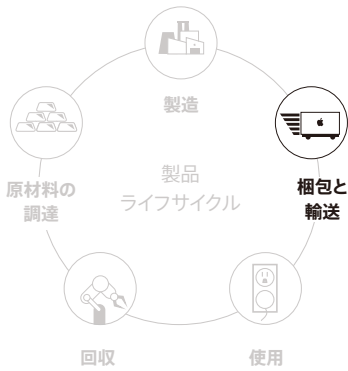 製造
梱包と
輸送
使用
回収
原材料の
調達
製品
ライフサイクル